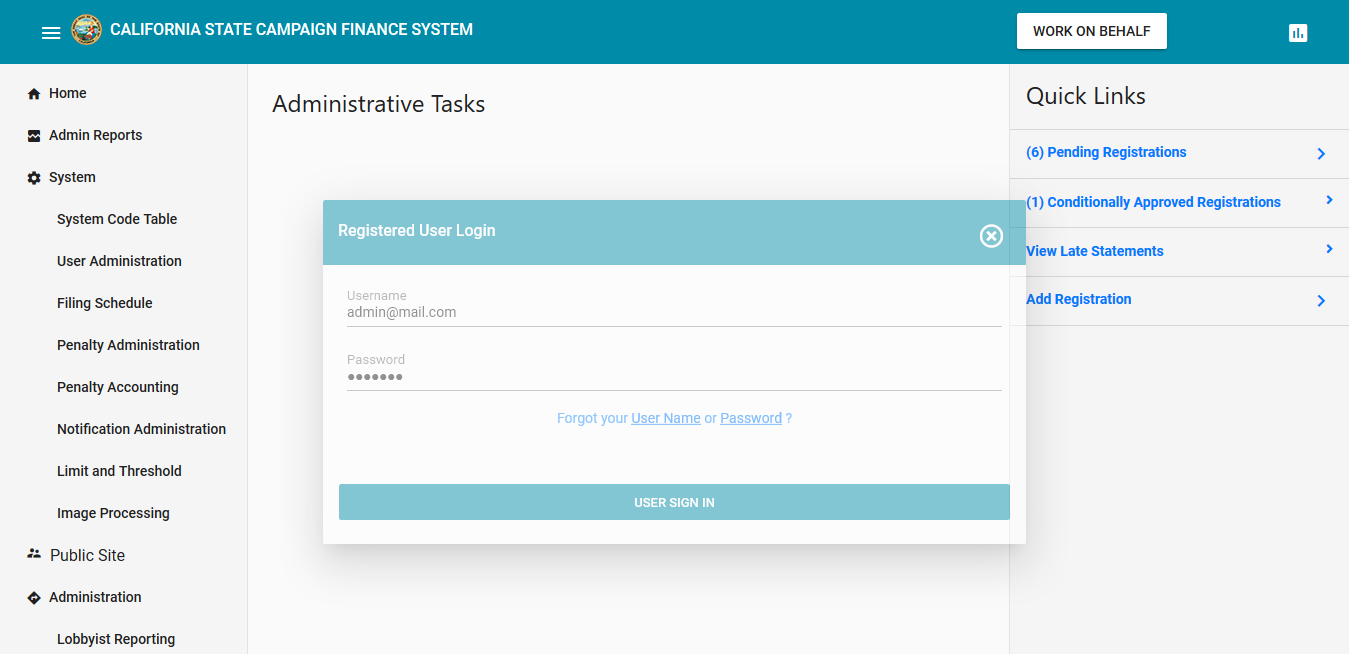 CALIFORNIA STATE CAMPAIGN FINANCE SYSTEM
WORK ON BEHALF
Home
Admin Reports
System
System Code Table
User Administration
Filing Schedule
Penalty Administration
Penalty Accounting
Notification Administration
Limit and Threshold
Image Processing
Public Site
Administration
Lobbyist Reporting
Administrative Tasks
Registered User Login
Username
admin@mail.com
Password
•••••••
Forgot your User Name or Password ?
USER SIGN IN
Quick Links
(6) Pending Registrations
(1) Conditionally Approved Registrations
View Late Statements
Add Registration